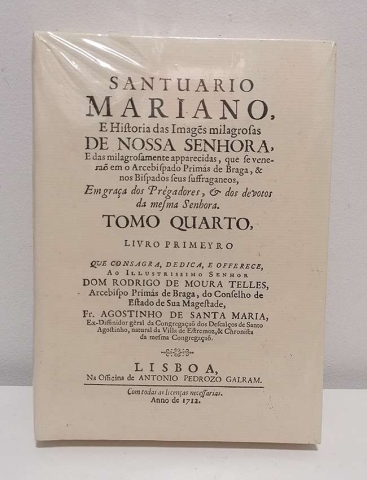 SANTUARIO
MARIANO,
E Hiſtoria das Imagẽs milagroſas
DE NOSSA SENHORA,
E das milagroſamente apparecidas, que ſe vene-
raõ em o Arcebiſpado Primás de Braga, &
nos Biſpados ſeus ſuffraganeos,
Em graça dos Prégadores, & dos devotos
da meſma Senhora.
TOMO QUARTO,
LIVRO PRIMEYRO
QUE CONSAGRA, DEDICA, E OFFERECE,
AO ILLUSTRISSIMO SENHOR
DOM RODRIGO DE MOURA TELLES,
Arcebiſpo Primás de Braga, do Conſelho de
Eſtado de Sua Mageſtade,
Fr. AGOSTINHO DE SANTA MARIA,
Ex-Diffinidor géral da Congregaçaõ dos Deſcalços de Santo
Agoſtinho, natural da Villa de Eſtremoz, & Chroniſta
da meſma Congregaçaõ.
LISBOA,
Na Officina de ANTONIO PEDROZO GALRAM.
Com todas as licenças neceſſarias.
Anno de 1712.